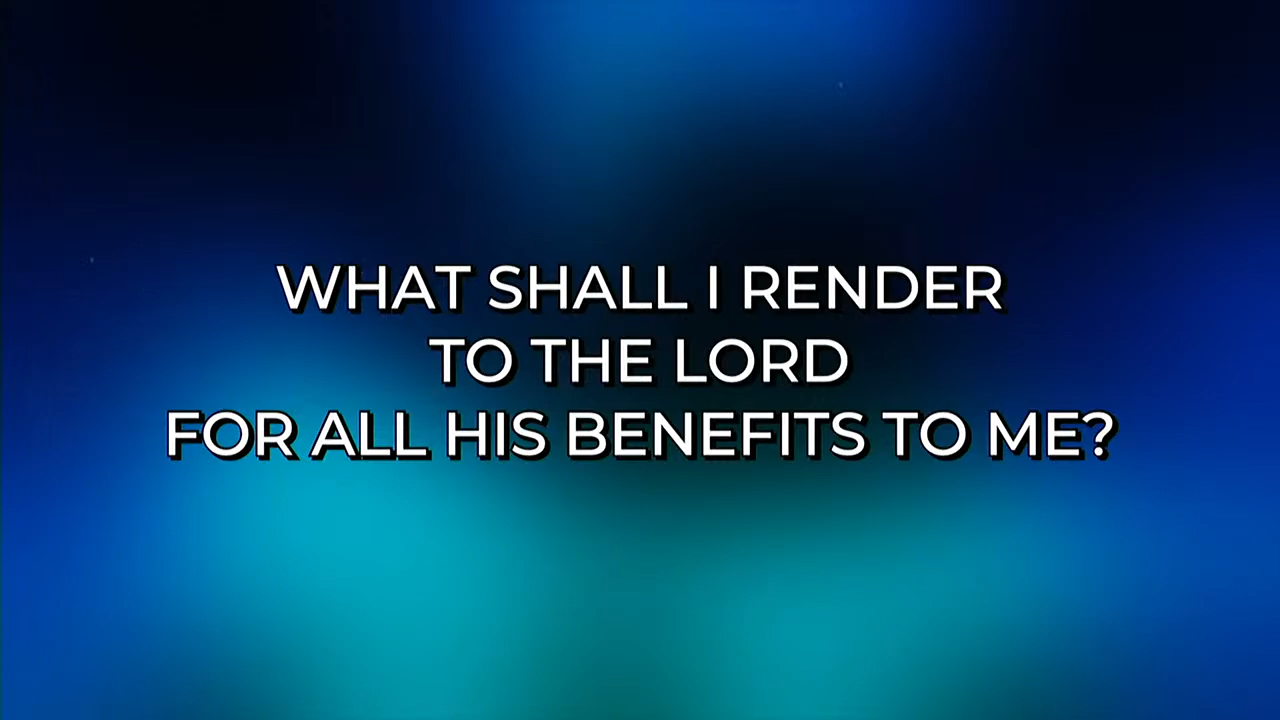 WHAT SHALL I RENDER
TO THE LORD
FOR ALL HIS BENEFITS TO ME?